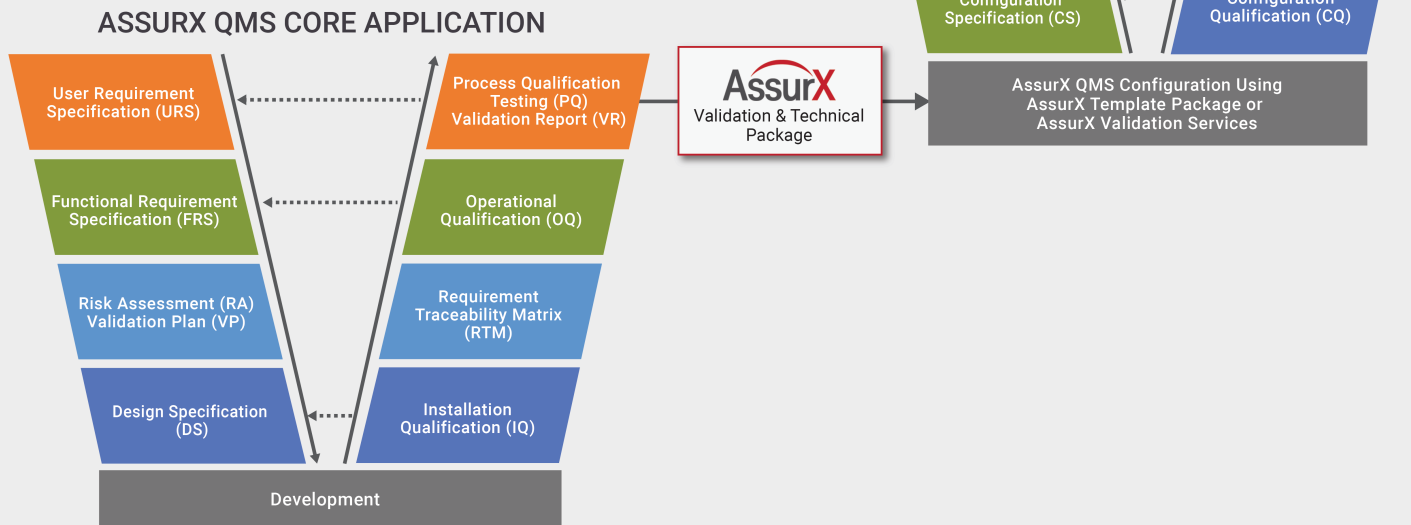 ASSURX QMS CORE APPLICATION
User Requirement
Specification (URS)
Process Qualification
Testing (PQ)
Validation Report (VR)
Functional Requirement
Specification (FRS)
Operational
Qualification (OQ)
Risk Assessment (RA)
Validation Plan (VP)
Requirement
Traceability Matrix
(RTM)
Design Specification
(DS)
Installation
Qualification (IQ)
Development
AssurX
Validation & Technical
Package
Configuration
Specification (CS)
Configuration
Qualification (CQ)
AssurX QMS Configuration Using
AssurX Template Package or
AssurX Validation Services